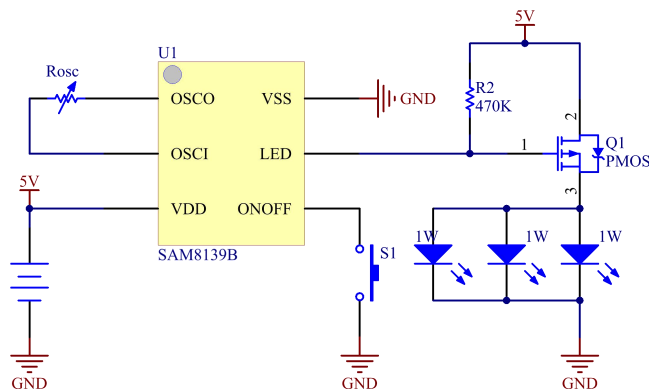 5V
U1
Rosc
OSCO
VSS
GND
R2
470K
2
OSCI
LED
1
Q1
PMOS
3
5V
VDD
ONOFF
SAM8139B
S1
1W
1W
1W
GND
GND
GND